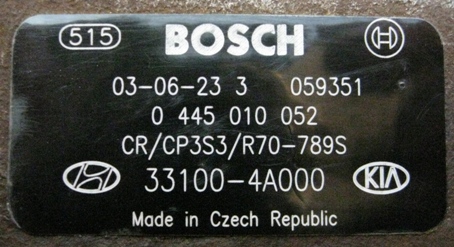 515 BOSCH
03-06-23 3 059351
0 445 010 052
CR/CP3S3/R70-789S
33100-4A000 KIA
Made in Czech Republic